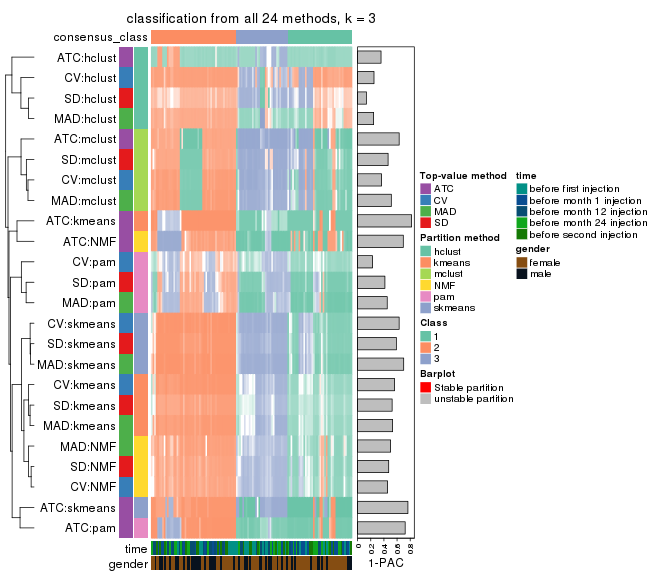 classification from all 24 methods, k = 3
consensus_class
ATC:hclust
CV:hclust
SD:hclust
MAD:hclust
ATC:mclust
SD:mclust
CV:mclust
MAD:mclust
ATC:kmeans
ATC:NMF
CV:pam
SD:pam
MAD:pam
CV:skmeans
SD:skmeans
MAD:skmeans
CV:kmeans
SD:kmeans
MAD:kmeans
MAD:NMF
SD:NMF
CV:NMF
ATC:skmeans
ATC:pam
time
gender
0 0.2 0.4 0.6 0.8
1-PAC
Top-value method
ATC
CV
MAD
SD
Partition method
hclust
kmeans
mclust
NMF
pam
skmeans
Class
1
2
3
Barplot
Stable partition
unstable partition
time
before first injection
before month 1 injection
before month 12 injection
before month 24 injection
before second injection
gender
female
male